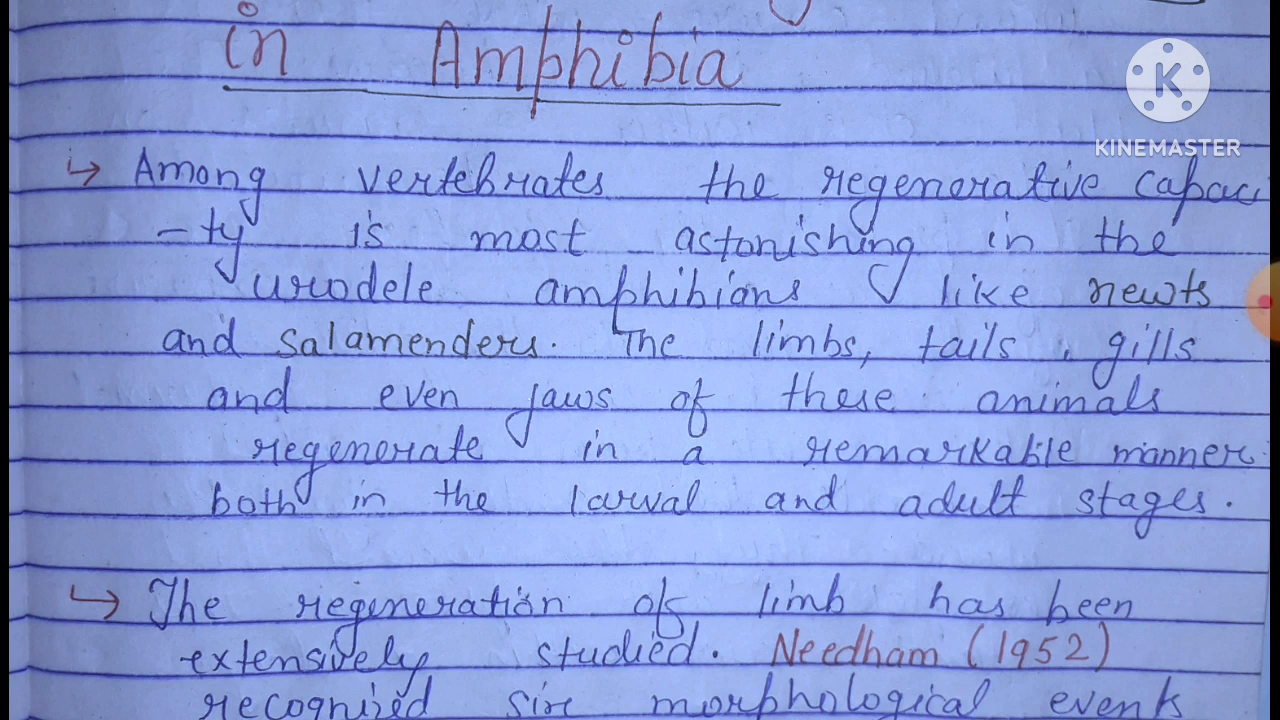 in Amphibia
KINEMASTER
↳ Among vertebrates the regenerative capaci
-ty is most astonishing in the
urodele amphibians like newts
and salamenders. The limbs, tails, gills
and even jaws of these animals
regenerate in a remarkable manner
both in the larval and adult stages.
↳ The regeneration of limb has been
extensively studied. Needham (1952)
recognized six morphological events